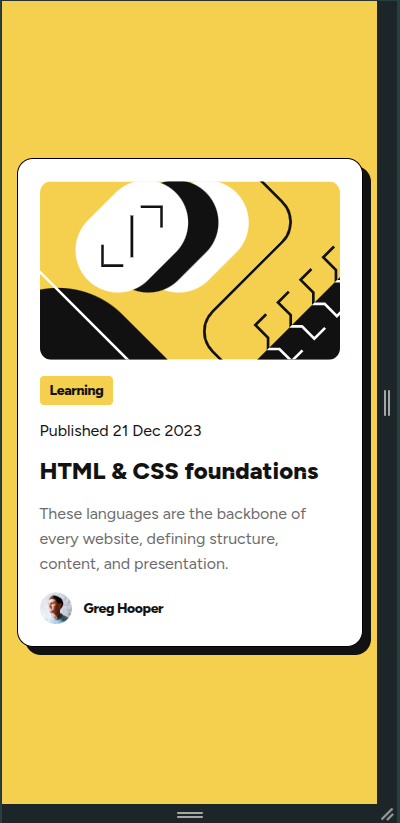 Learning
Published 21 Dec 2023
HTML & CSS foundations
These languages are the backbone of
every website, defining structure,
content, and presentation.
Greg Hooper